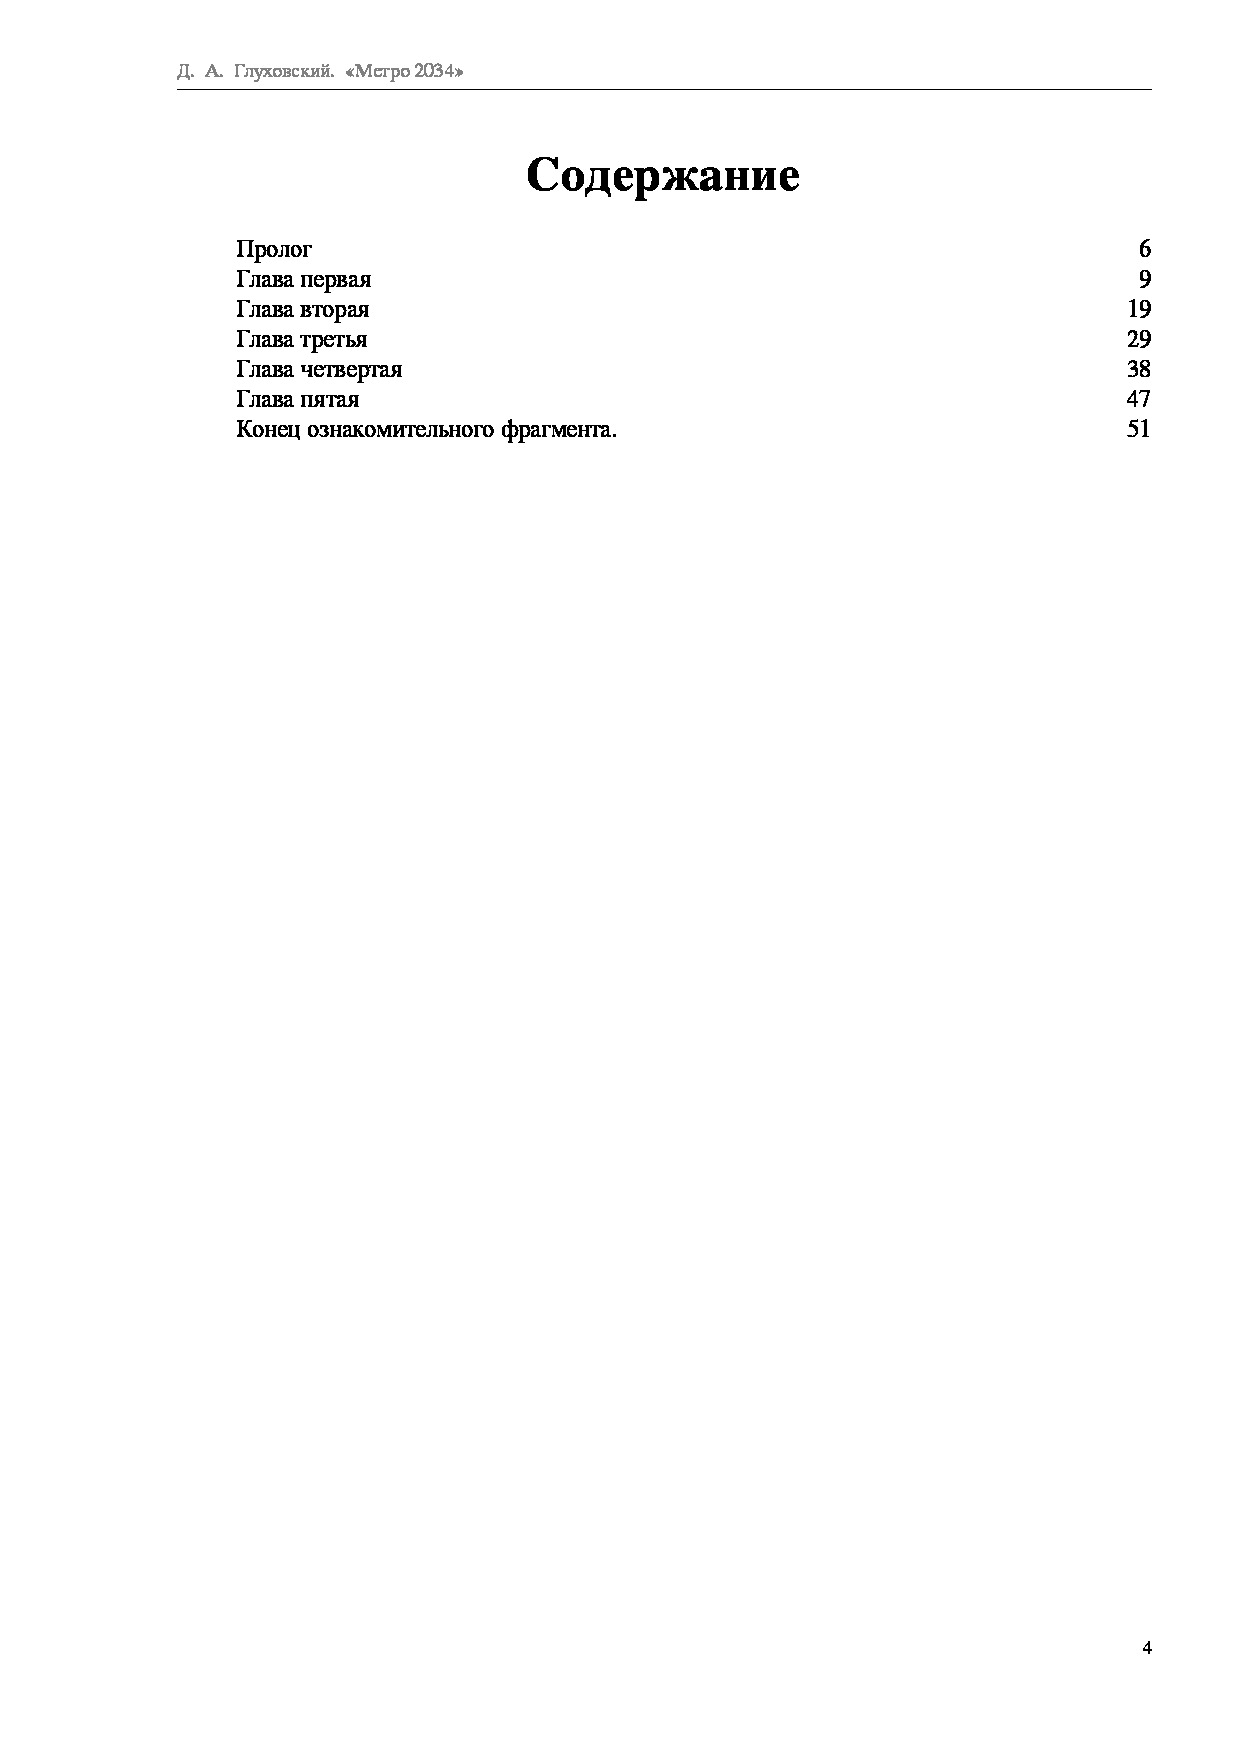 Д. А. Глуховский. «Метро 2034»
Содержание
Пролог 6
Глава первая 9
Глава вторая 19
Глава третья 29
Глава четвертая 38
Глава пятая 47
Конец ознакомительного фрагмента. 51
4